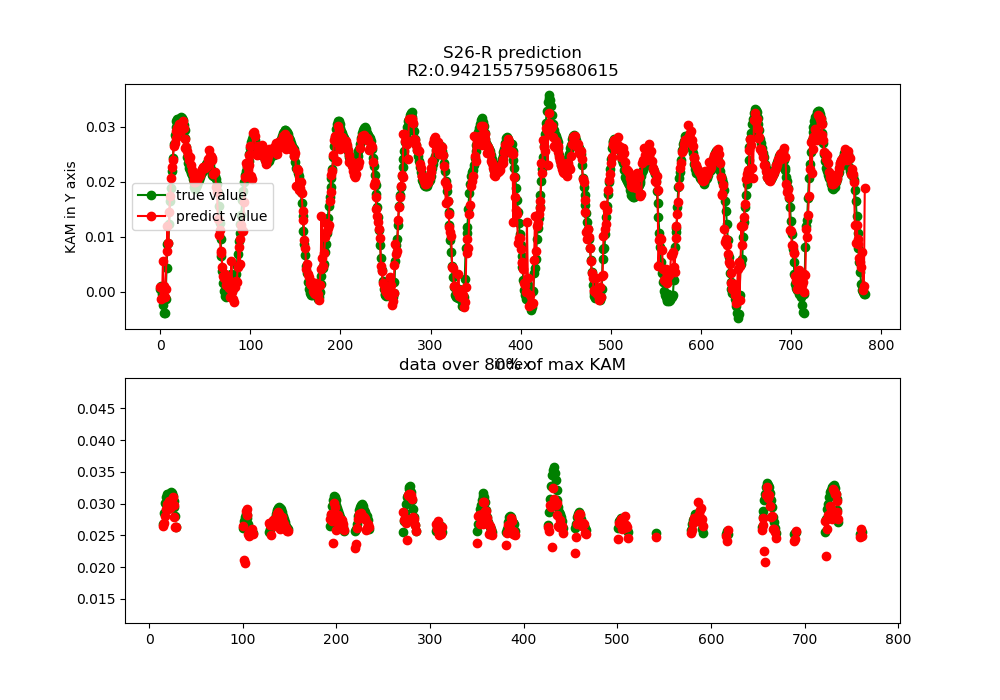 S26-R prediction
R2:0.9421557595680615
KAM in Y axis
0.03
0.02
0.01
0.00
true value
predict value
0 100 200 300 400 500 600 700 800
index
data over 80% of max KAM
0.045
0.040
0.035
0.030
0.025
0.020
0.015
0 100 200 300 400 500 600 700 800